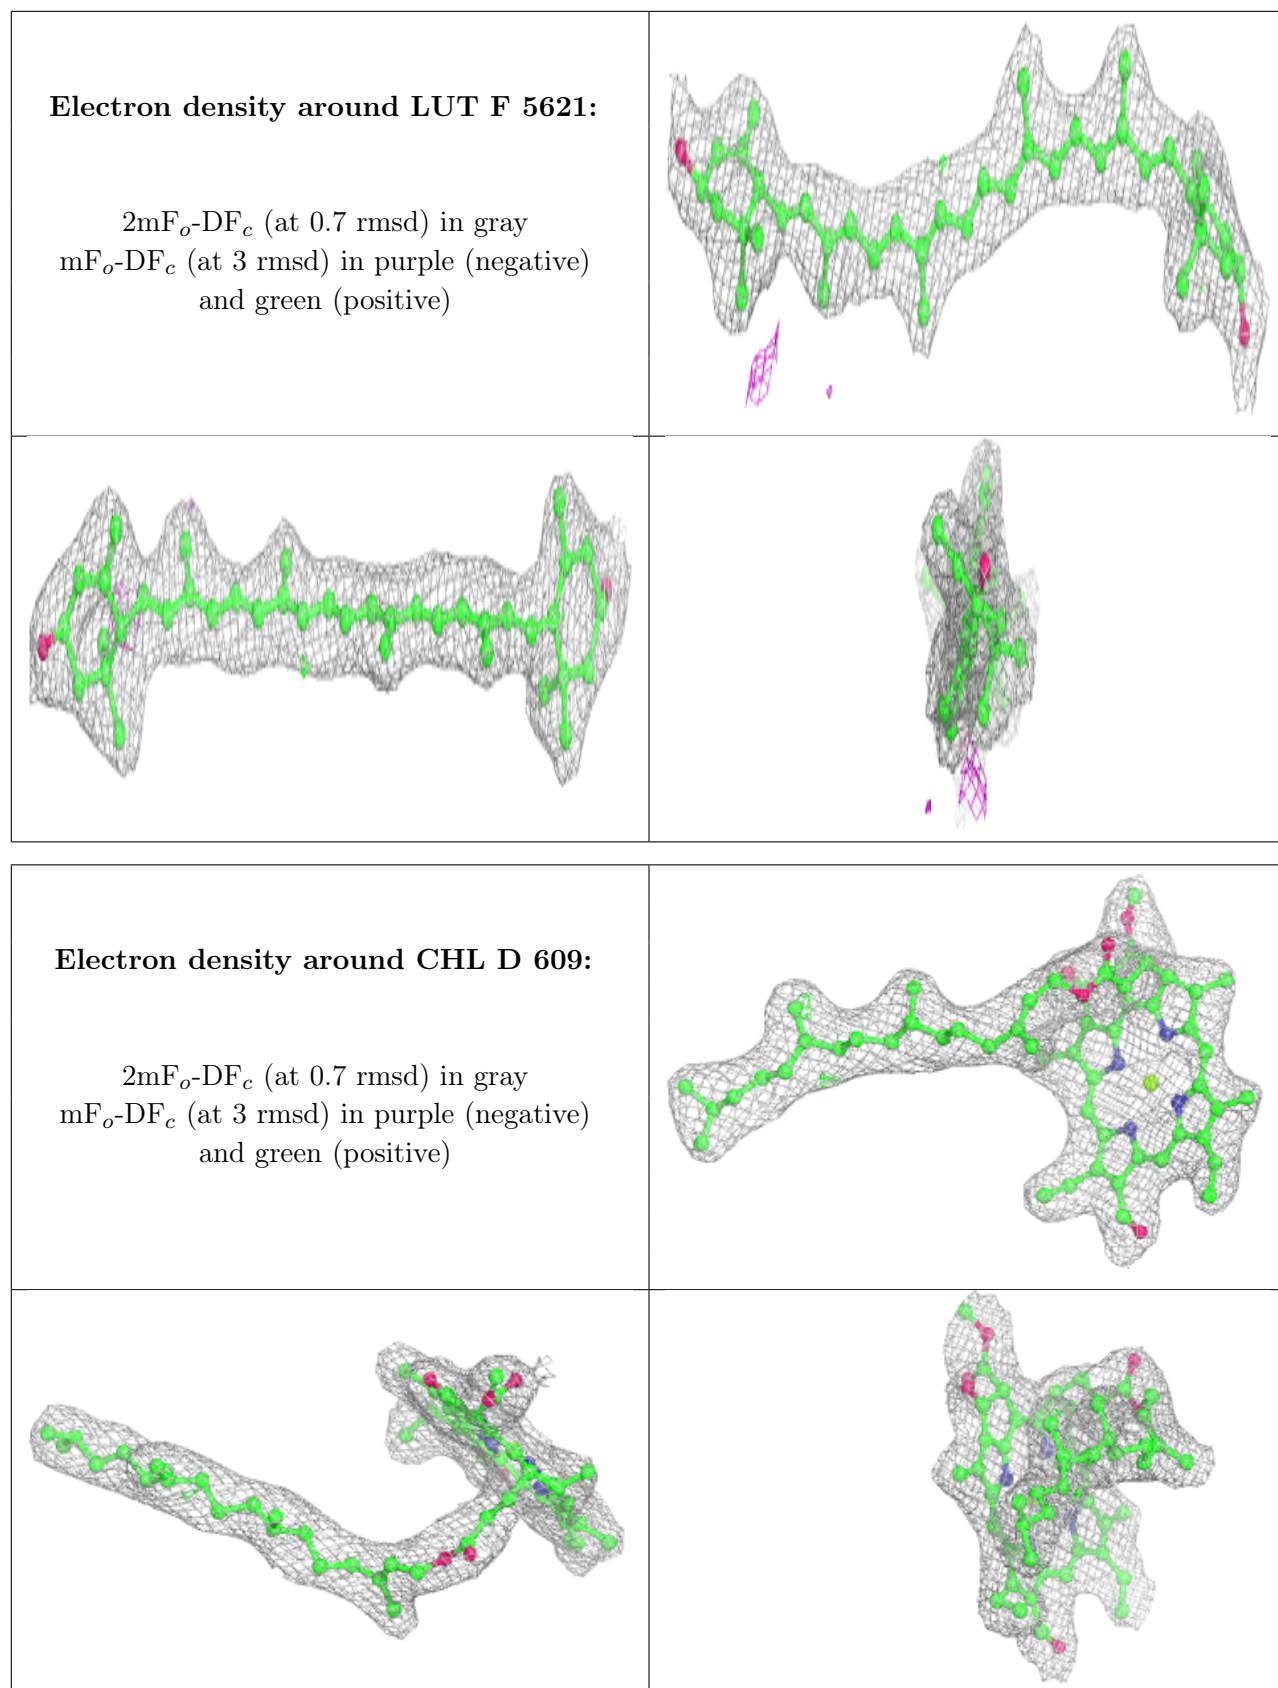 Electron density around LUT F 5621:
2mFo-DFc (at 0.7 rmsd) in gray
mFo-DFc (at 3 rmsd) in purple (negative)
and green (positive)
Electron density around CHL D 609:
2mFo-DFc (at 0.7 rmsd) in gray
mFo-DFc (at 3 rmsd) in purple (negative)
and green (positive)